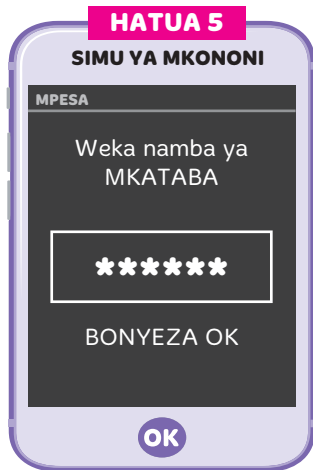 HATUA 5
SIMU YA MKONONI
MPESA
Weka namba ya
MKATABA
******
BONYEZA OK
OK